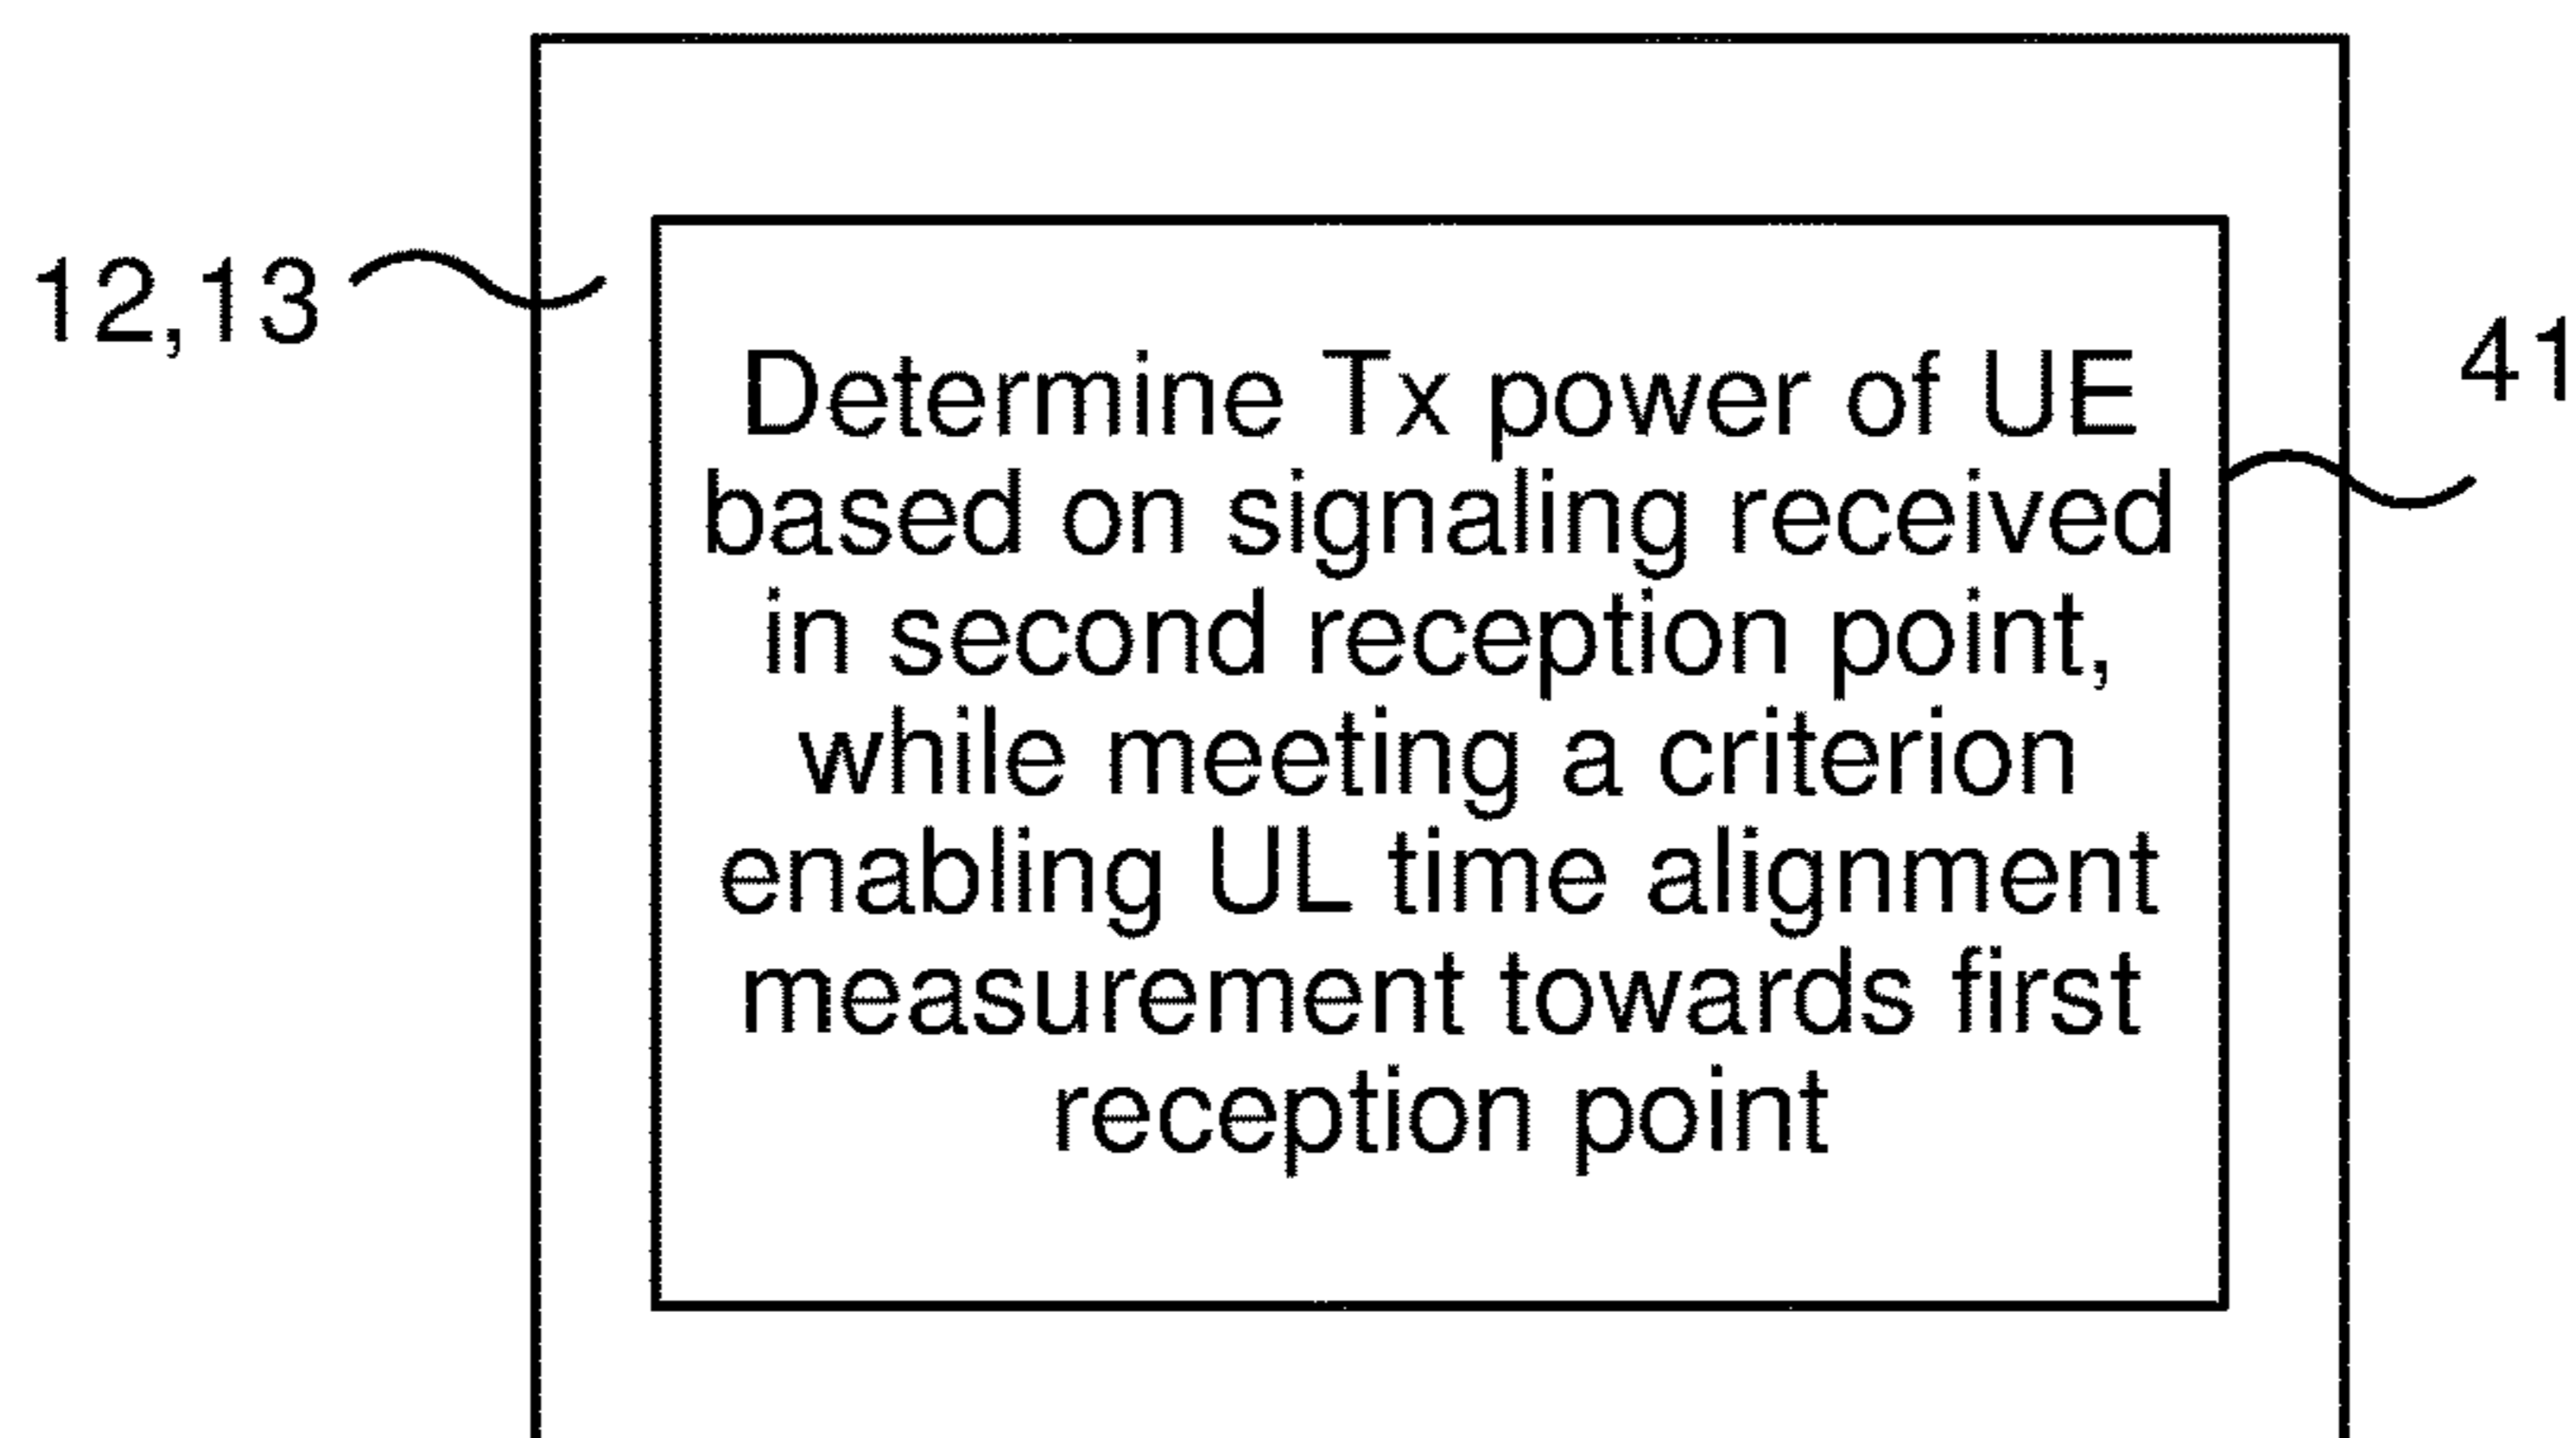 12,13
41
Determine Tx power of UE
based on signaling received
in second reception point,
while meeting a criterion
enabling UL time alignment
measurement towards first
reception point